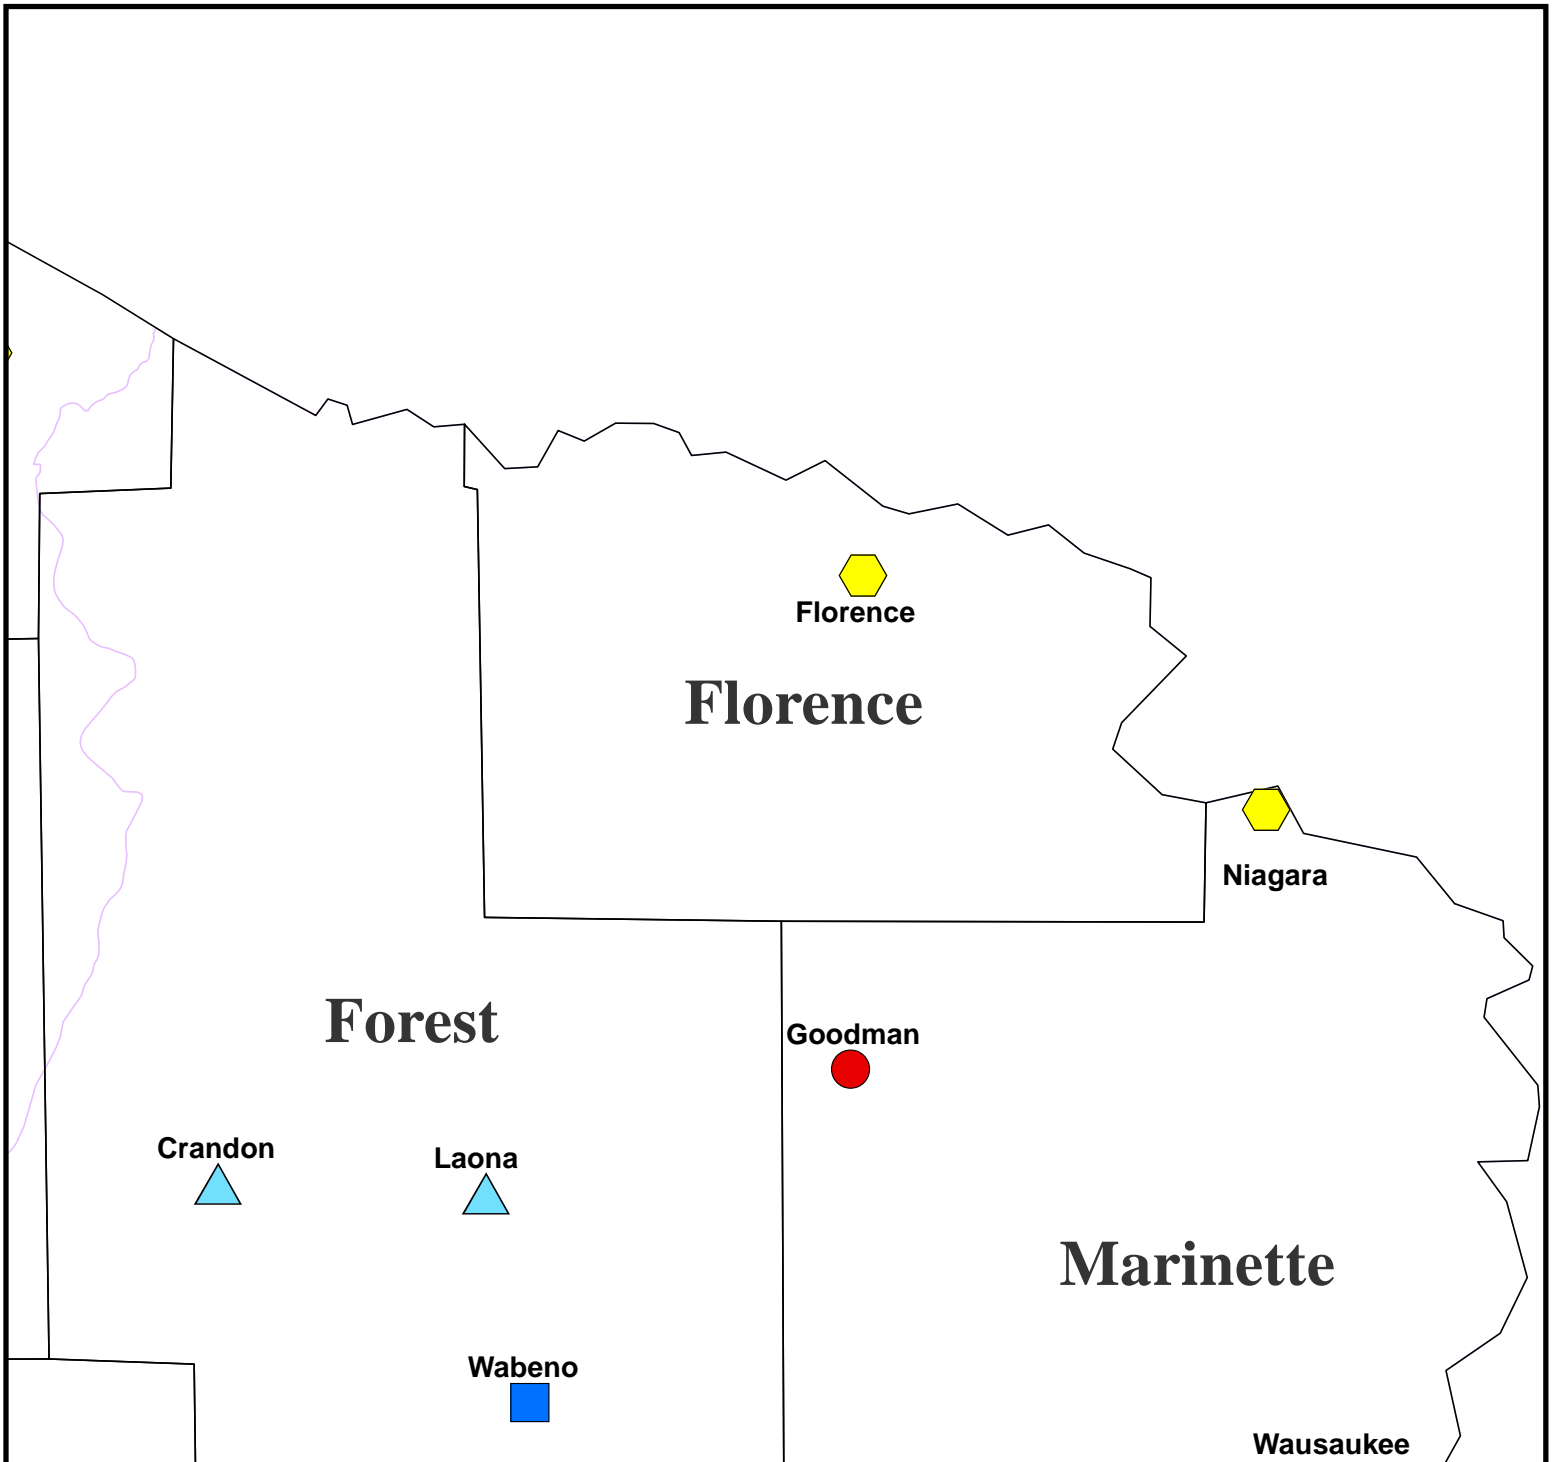 Florence
Florence
Niagara
Forest
Goodman
Crandon
Laona
Marinette
Wabeno
Wausaukee